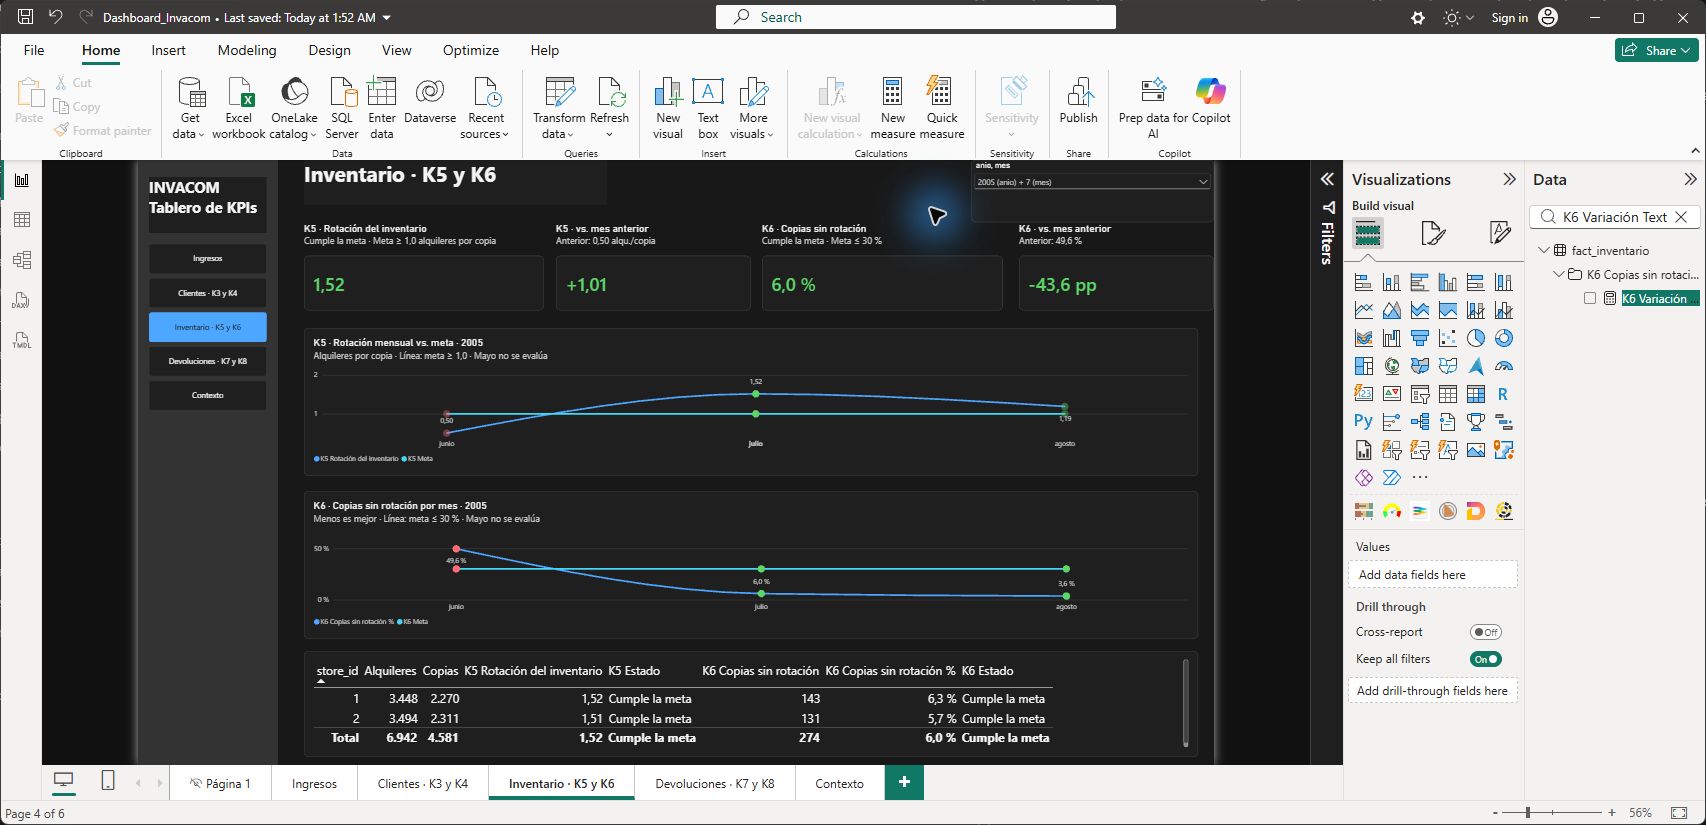 Dashboard_Invacom • Last saved: Today at 1:52 AM
Search
Sign in
File
Home
Insert
Modeling
Design
View
Optimize
Help
Share
Paste
Cut
Copy
Format painter
Clipboard
Get data
Excel workbook
OneLake catalog
SQL Server
Enter data
Dataverse
Recent sources
Data
Transform data
Refresh
Queries
New visual
Text box
More visuals
Insert
New visual calculation
New measure
Quick measure
Calculations
Sensitivity
Sensitivity
Publish
Share
Prep data for AI
Copilot
Copilot
INVACOM
Tablero de KPIs
Ingresos
Clientes · K3 y K4
Inventario · K5 y K6
Devoluciones · K7 y K8
Contexto
Inventario · K5 y K6
anio, mes
2005 (anio) + 7 (mes)
K5 · Rotación del inventario
Cumple la meta · Meta ≥ 1,0 alquileres por copia
1,52
K5 · vs. mes anterior
Anterior: 0,50 alqu./copia
+1,01
K6 · Copias sin rotación
Cumple la meta · Meta ≤ 30 %
6,0 %
K6 · vs. mes anterior
Anterior: 49,6 %
-43,6 pp
K5 · Rotación mensual vs. meta · 2005
Alquileres por copia · Línea: meta ≥ 1,0 · Mayo no se evalúa
2
1
0,50
1,52
1,19
junio
julio
agosto
K5 Rotación del inventario
K5 Meta
K6 · Copias sin rotación por mes · 2005
Menos es mejor · Línea: meta ≤ 30 % · Mayo no se evalúa
50 %
0 %
49,6 %
6,0 %
3,6 %
junio
julio
agosto
K6 Copias sin rotación %
K6 Meta
store_id Alquileres Copias K5 Rotación del inventario K5 Estado K6 Copias sin rotación K6 Copias sin rotación % K6 Estado
1 3.448 2.270 1,52 Cumple la meta 143 6,3 % Cumple la meta
2 3.494 2.311 1,51 Cumple la meta 131 5,7 % Cumple la meta
Total 6.942 4.581 1,52 Cumple la meta 274 6,0 % Cumple la meta
Filters
Visualizations
Build visual
R
Py
Values
Add data fields here
Drill through
Cross-report
Off
Keep all filters
On
Add drill-through fields here
Data
K6 Variación Text
fact_inventario
K6 Copias sin rotaci...
K6 Variación ...
DAX
TMDL
Página 1
Ingresos
Clientes · K3 y K4
Inventario · K5 y K6
Devoluciones · K7 y K8
Contexto
+
Page 4 of 6
- + 56%